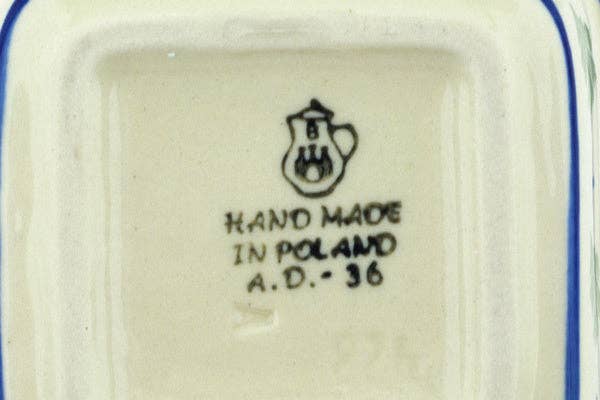 B
HAND MADE
IN POLAND
A.D.- 36